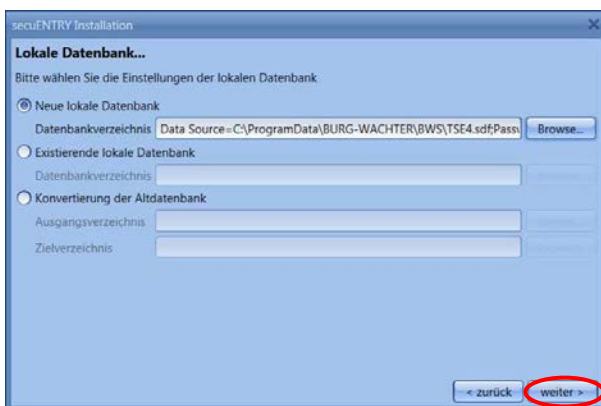 secuENTRY Installation
Lokale Datenbank...
Bitte wählen Sie die Einstellungen der lokalen Datenbank
Neue lokale Datenbank
Datenbankverzeichnis Data Source=C:\ProgramData\BURG-WACHTER\BWS\TSE4.sdf;Passv Browse...
Existierende lokale Datenbank
Datenbankverzeichnis
Konvertierung der Altdatenbank
Ausgangsverzeichnis
Zielverzeichnis
< zurück weiter >